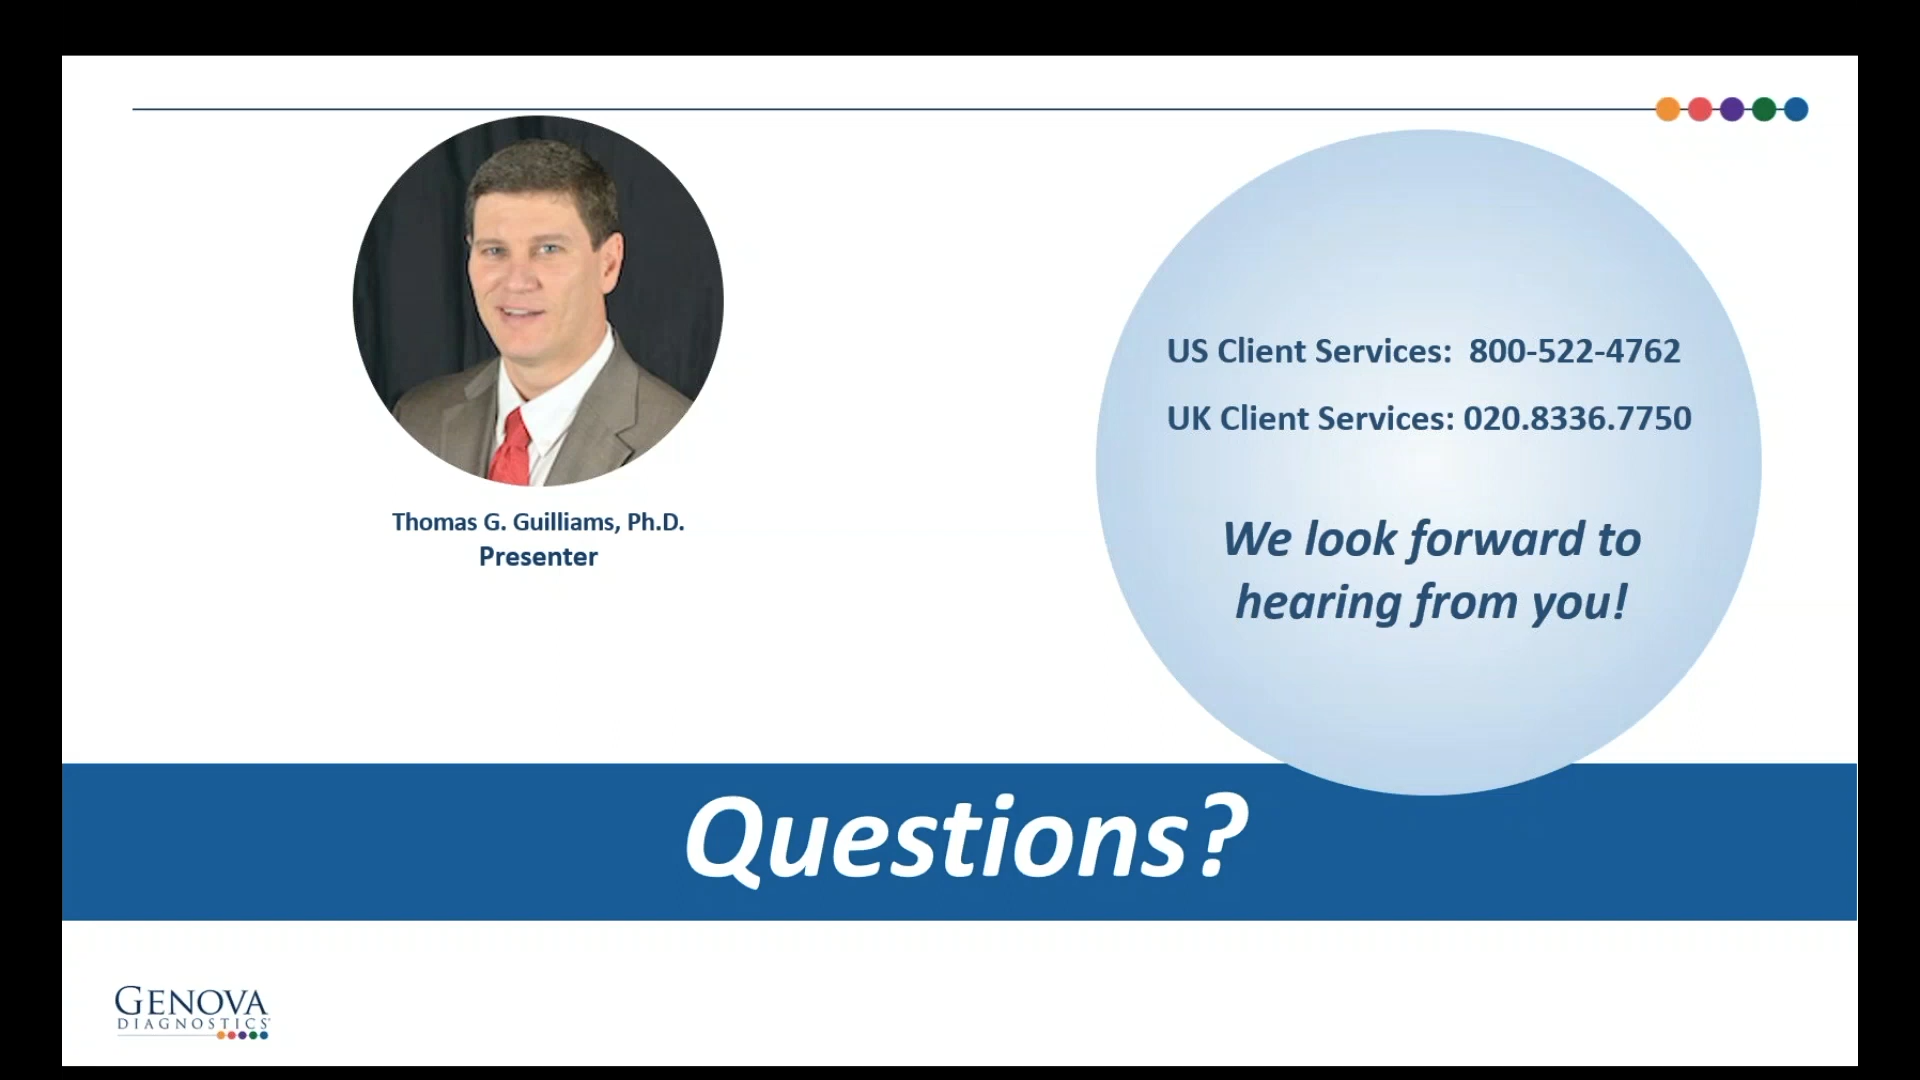 Thomas G. Guilliams, Ph.D.
Presenter
US Client Services:  800-522-4762
UK Client Services: 020.8336.7750
We look forward to
hearing from you!
Questions?
GENOVA
DIAGNOSTICS